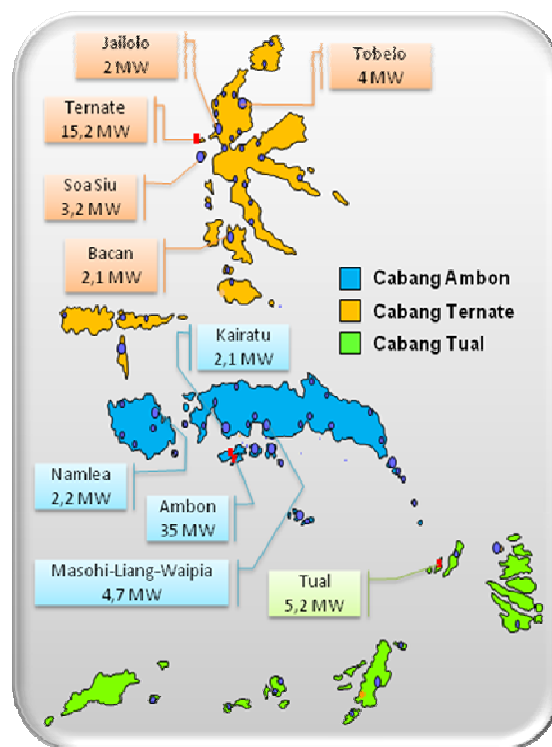 Jailolo
2 MW
Tobelo
4 MW
Ternate
15,2 MW
Soa Siu
3,2 MW
Bacan
2,1 MW
Cabang Ambon
Cabang Ternate
Cabang Tual
Kairatu
2,1 MW
Namlea
2,2 MW
Ambon
35 MW
Masohi-Liang-Waipia
4,7 MW
Tual
5,2 MW